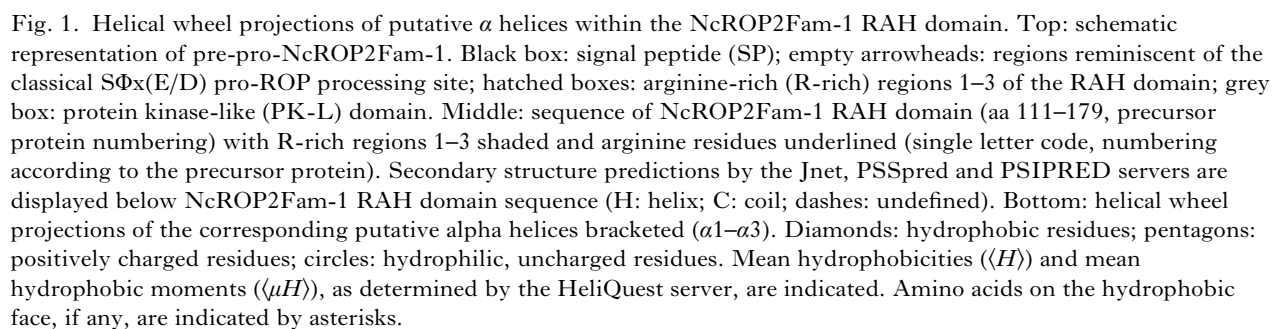 Fig. 1. Helical wheel projections of putative α helices within the NcROP2Fam-1 RAH domain. Top: schematic
representation of pre-pro-NcROP2Fam-1. Black box: signal peptide (SP); empty arrowheads: regions reminiscent of the
classical SΦx(E/D) pro-ROP processing site; hatched boxes: arginine-rich (R-rich) regions 1–3 of the RAH domain; grey
box: protein kinase-like (PK-L) domain. Middle: sequence of NcROP2Fam-1 RAH domain (aa 111–179, precursor
protein numbering) with R-rich regions 1–3 shaded and arginine residues underlined (single letter code, numbering
according to the precursor protein). Secondary structure predictions by the Jnet, PSSpred and PSIPRED servers are
displayed below NcROP2Fam-1 RAH domain sequence (H: helix; C: coil; dashes: undefined). Bottom: helical wheel
projections of the corresponding putative alpha helices bracketed (α1–α3). Diamonds: hydrophobic residues; pentagons:
positively charged residues; circles: hydrophilic, uncharged residues. Mean hydrophobicities (⟨H⟩) and mean
hydrophobic moments (⟨μH⟩), as determined by the HeliQuest server, are indicated. Amino acids on the hydrophobic
face, if any, are indicated by asterisks.